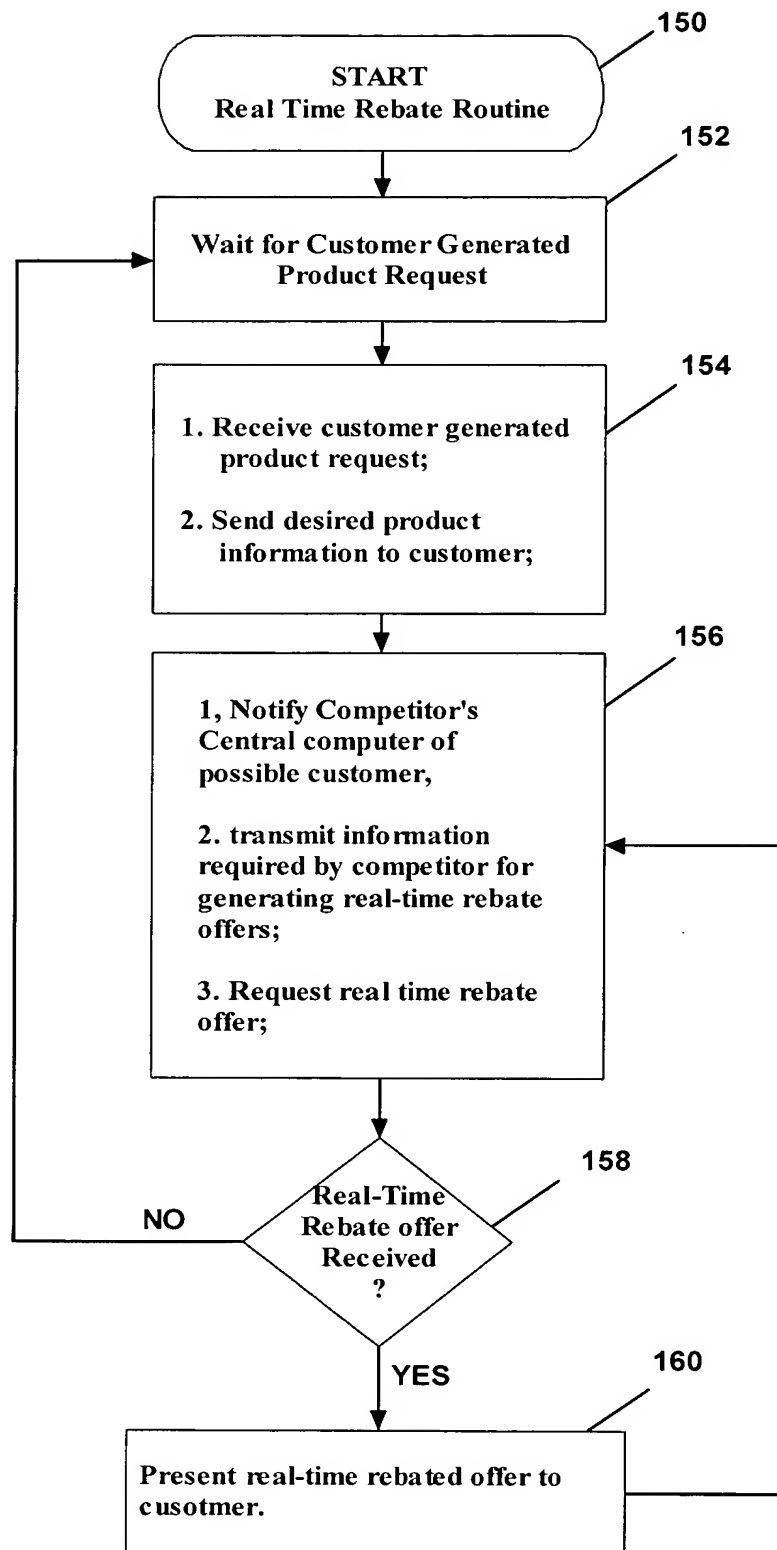 150
START
Real Time Rebate Routine
152
Wait for Customer Generated
Product Request
154
1. Receive customer generated
product request;
2. Send desired product
information to customer;
156
1, Notify Competitor's
Central computer of
possible customer,
2. transmit information
required by competitor for
generating real-time rebate
offers;
3. Request real time rebate
offer;
158
Real-Time
Rebate offer
Received
?
NO
YES
160
Present real-time rebated offer to
cusotmer.